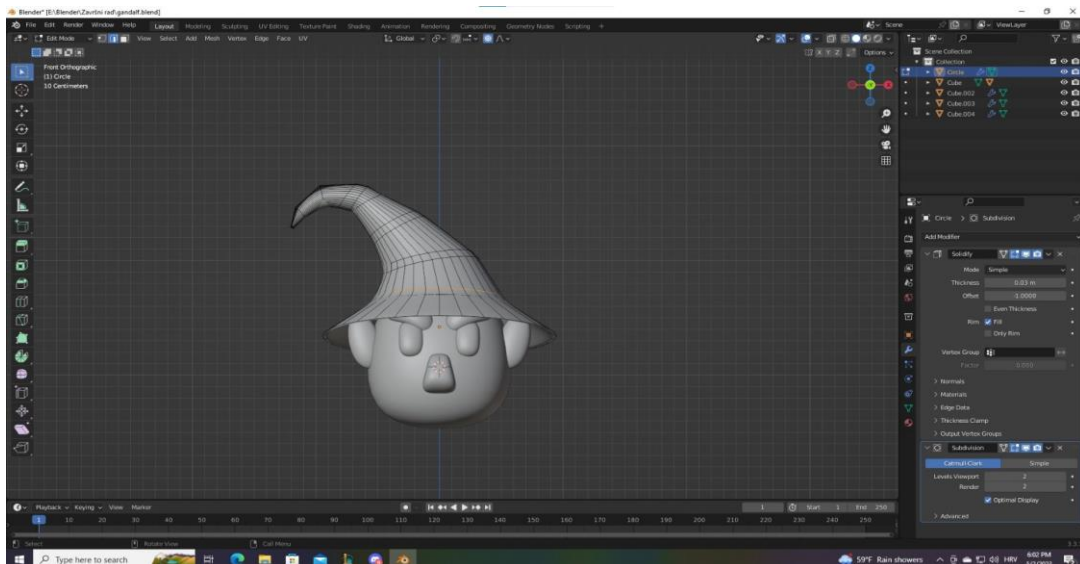 Blender* [E:\Blender\Zavrsni rad\gandalf.blend]
File Edit Render Window Help Layout Modeling Sculpting UV Editing Texture Paint Shading Animation Rendering Compositing Geometry Nodes Scripting + Scene ViewLayer
Edit Mode View Select Add Mesh Vertex Edge Face UV Global
X Y Z Options
Front Orthographic
(1) Circle
10 Centimeters
Scene Collection
Collection
Circle
Cube
Cube.002
Cube.003
Cube.004
Circle > Subdivision
Add Modifier
Solidify
Mode Simple
Thickness 0.03 m
Offset -1.0000
Even Thickness
Rim Fill
Only Rim
Vertex Group
Factor 0.000
> Normals
> Materials
> Edge Data
> Thickness Clamp
> Output Vertex Groups
Subdivision
Catmull-Clark Simple
Levels Viewport 2
Render 2
Optimal Display
> Advanced
Playback Keying View Marker 1 Start 1 End 250
1 10 20 30 40 50 60 70 80 90 100 110 120 130 140 150 160 170 180 190 200 210 220 230 240 250
Select Rotate View Call Menu 3.3
Type here to search 59°F Rain showers HRV 6:02 PM